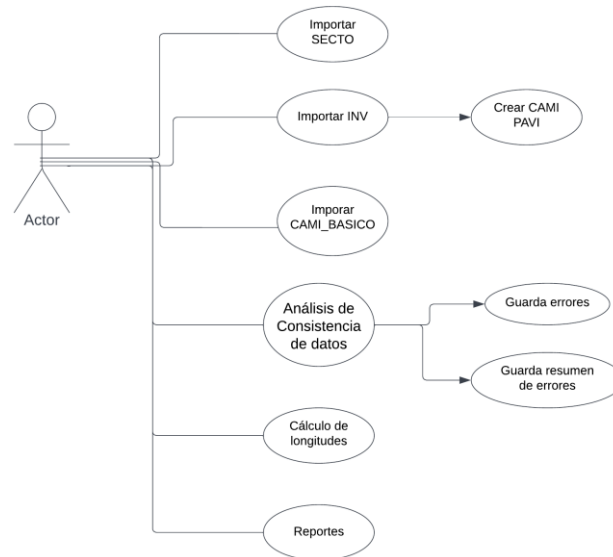 Importar
SECTO
Importar INV
Crear CAMI
PAVI
Actor
Imporar
CAMI_BASICO
Análisis de
Consistencia
de datos
Guarda errores
Guarda resumen
de errores
Cálculo de
longitudes
Reportes